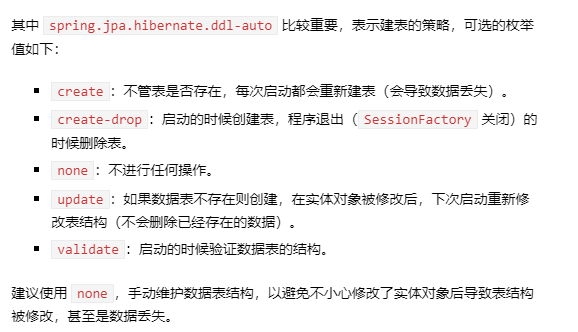 其中 spring.jpa.hibernate.ddl-auto 比较重要，表示建表的策略，可选的枚举
值如下：
create：不管表是否存在，每次启动都会重新建表（会导致数据丢失）。
create-drop：启动的时候创建表，程序退出（SessionFactory 关闭）的
时候删除表。
none：不进行任何操作。
update：如果数据表不存在则创建，在实体对象被修改后，下次启动重新修
改表结构（不会删除已经存在的数据）。
validate：启动的时候验证数据表的结构。
建议使用 none，手动维护数据表结构，以避免不小心修改了实体对象后导致表结构
被修改，甚至是数据丢失。